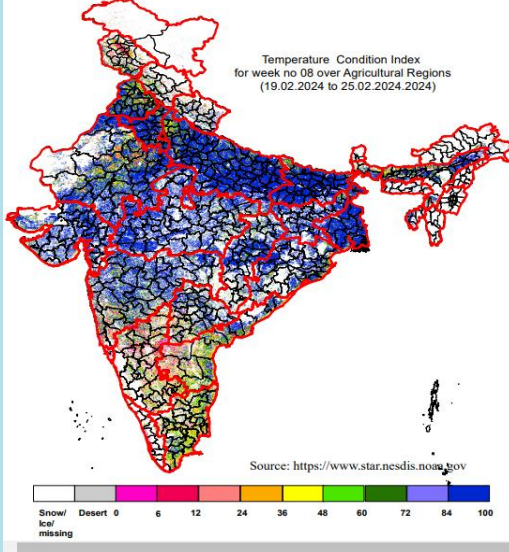 Temperature Condition Index
for week no 08 over Agricultural Regions
(19.02.2024 to 25.02.2024.2024)
Source: https://www.star.nesdis.noaa.gov
Snow/ Desert 0 6 12 24 36 48 60 72 84 100
Ice/
missing